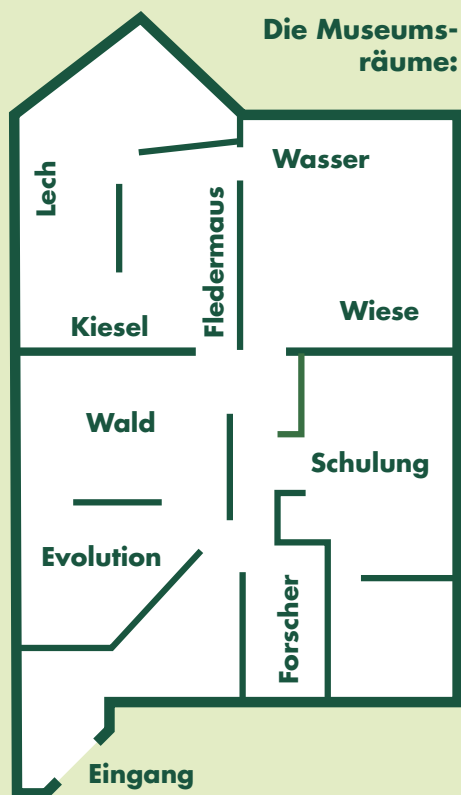 Die Museums-
räume:
Wasser
Lech
Fledermaus
Wiese
Kiesel
Wald
Schulung
Evolution
Forscher
Eingang